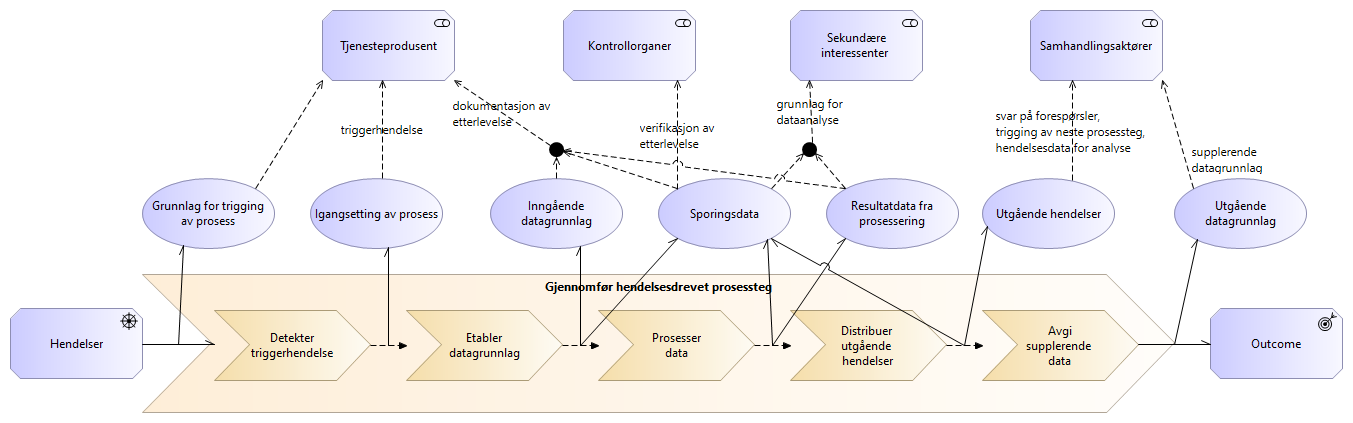 Tjenesteprodusent
Kontrollorganer
Sekundære
interessenter
Samhandlingsaktører
dokumentasjon av
etterlevelse
triggerhendelse
verifikasjon av
etterlevelse
grunnlag for
dataanalyse
svar på forespørsler,
trigging av neste prosessteg,
hendelsesdata for analyse
supplerende
datagrunnlag
Grunnlag for trigging
av prosess
Igangsetting av prosess
Inngående
datagrunnlag
Sporingsdata
Resultatdata fra
prosessering
Utgående hendelser
Utgående
datagrunnlag
Gjennomfør hendelsesdrevet prosessteg
Hendelser
Detekter
triggerhendelse
Etabler
datagrunnlag
Prosesser
data
Distribuer
utgående
hendelser
Avgi
supplerende
data
Outcome